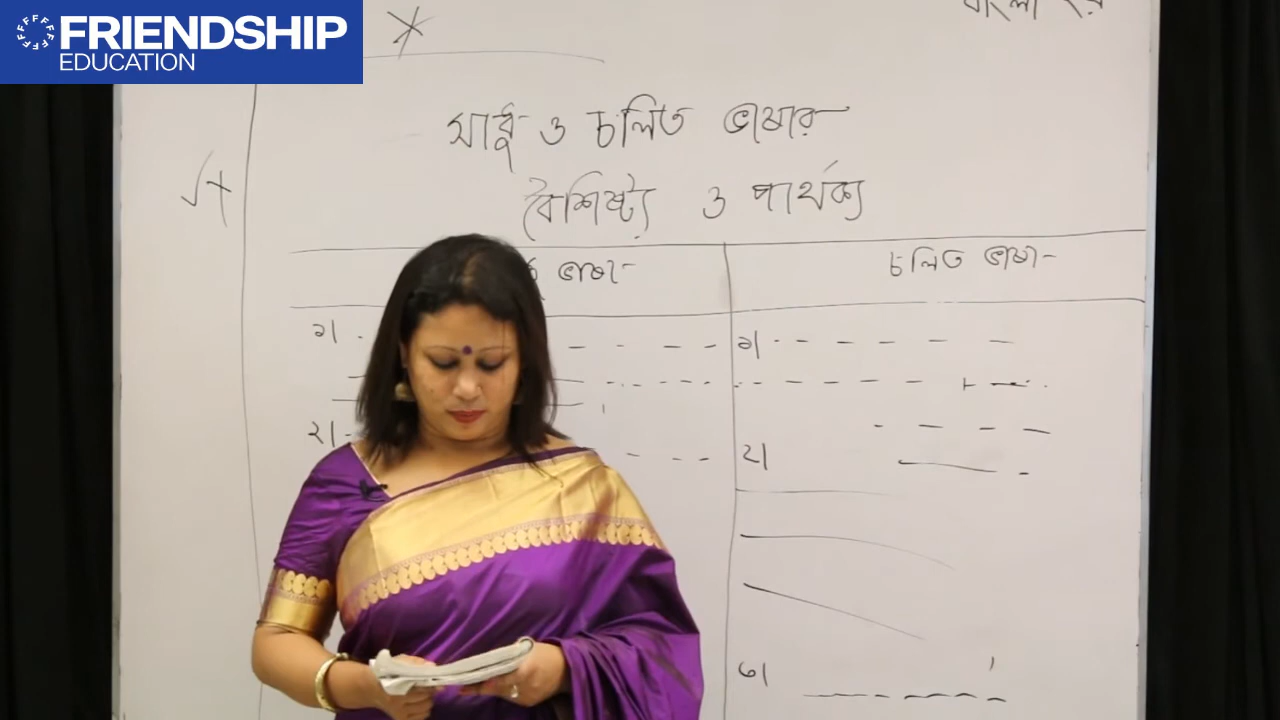 FRIENDSHIP
EDUCATION
সাধু ও চলিত ভাষার
বৈশিষ্ট্য ও পার্থক্য
ভাষা
চলিত ভাষা
১।
১।
২।
২।
৩।